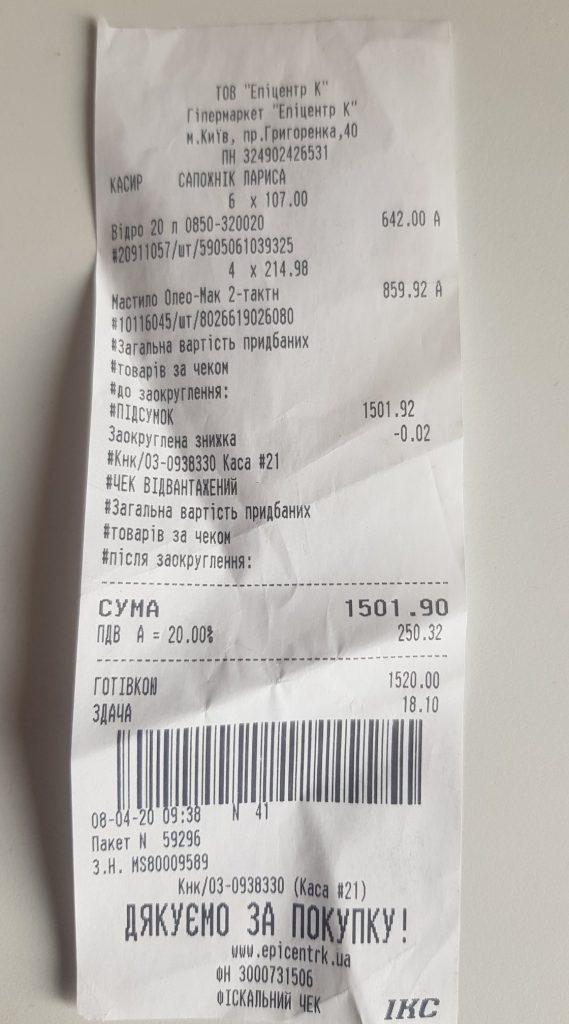 ТОВ "Епіцентр К"
Гіпермаркет "Епіцентр К"
м.Київ, пр.Григоренка,40
ПН 324902426531
КАСИР САПОЖНІК ЛАРИСА
6 x 107.00
Відро 20 л 0850-320020 642.00 А
#20911057/шт/5905061039325
4 x 214.98
Мастило Олео-Мак 2-тактн 859.92 А
#10116045/шт/8026619026080
#Загальна вартість придбаних
#товарів за чеком
#до заокруглення:
#ПІДСУМОК 1501.92
Заокруглена знижка -0.02
#Кнк/03-0938330 Каса #21
#ЧЕК ВІДВАНТАЖЕНИЙ
#Загальна вартість придбаних
#товарів за чеком
#після заокруглення:
СУМА 1501.90
ПДВ А = 20.00% 250.32
ГОТІВКОЮ 1520.00
ЗДАЧА 18.10
08-04-20 09:38 N 41
Пакет N 59296
З.Н. MS80009589
Кнк/03-0938330 (Каса #21)
ДЯКУЄМО ЗА ПОКУПКУ!
www.epicentrk.ua
ФН 3000731506
ФІСКАЛЬНИЙ ЧЕК ІКС